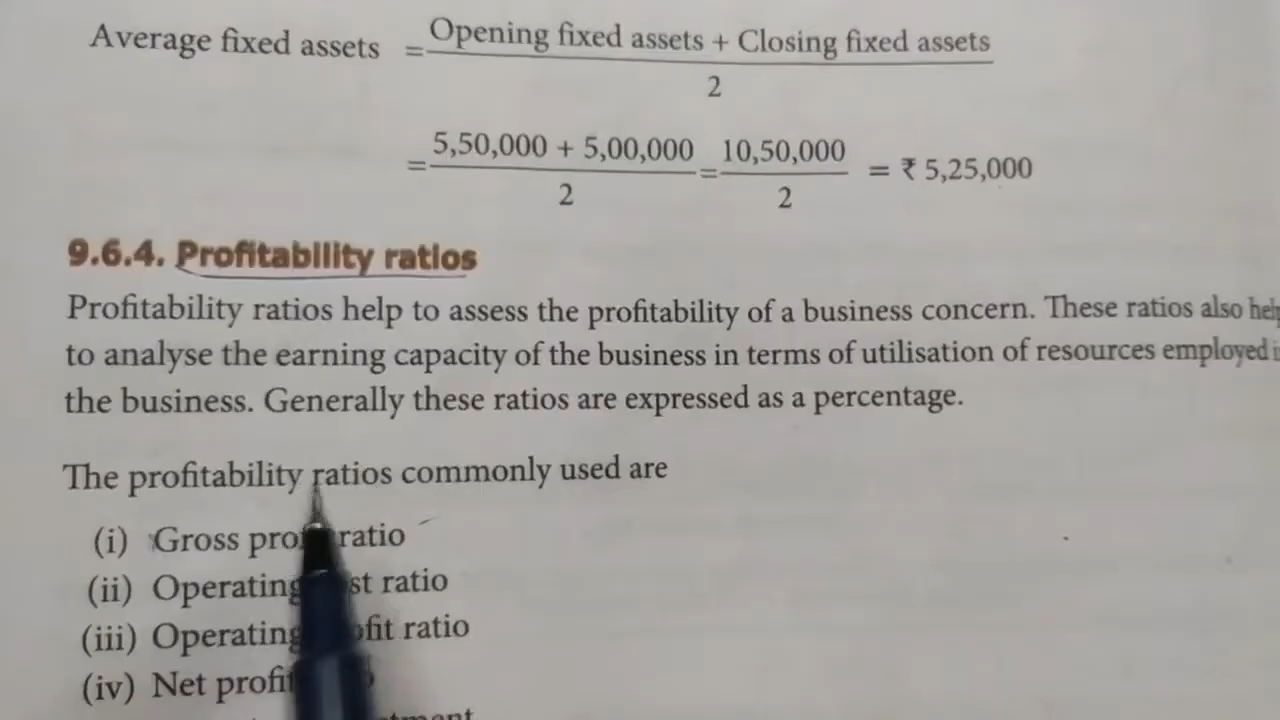 Average fixed assets = Opening fixed assets + Closing fixed assets
2
= 5,50,000 + 5,00,000 = 10,50,000 = ₹ 5,25,000
2 2
9.6.4. Profitability ratios
Profitability ratios help to assess the profitability of a business concern. These ratios also
to analyse the earning capacity of the business in terms of utilisation of resources employed
the business. Generally these ratios are expressed as a percentage.
The profitability ratios commonly used are
(i) Gross ratio
(ii) Operating ratio
(iii) Operating ratio
(iv) Net